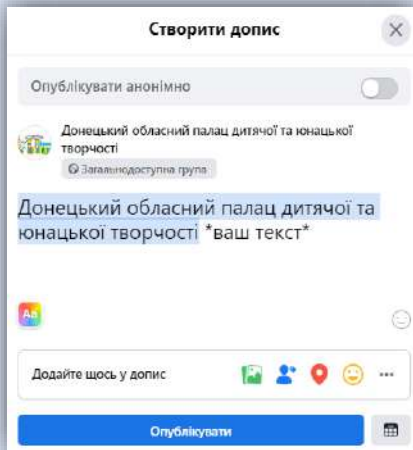 Створити допис
Опублікувати анонімно
Донецький обласний палац дитячої та юнацької
творчості
Загальнодоступна група
Донецький обласний палац дитячої та
юнацької творчості *ваш текст*
Aa
Додайте щось у допис
Опублікувати